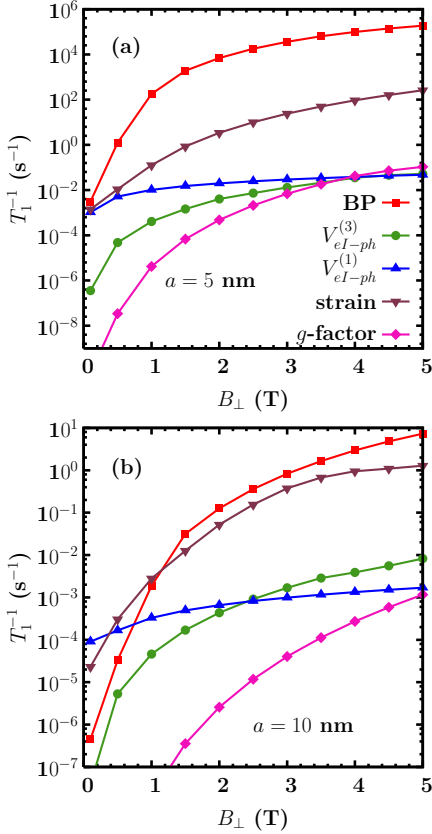 10^6
10^4
10^2
10^0
10^-2
10^-4
10^-6
10^-8
T_1^-1 (s^-1)
(a)
BP
V_eI−ph^(3)
V_eI−ph^(1)
strain
g-factor
a = 5 nm
0 1 2 3 4 5
B_⊥ (T)
10^1
10^0
10^-1
10^-2
10^-3
10^-4
10^-5
10^-6
10^-7
T_1^-1 (s^-1)
(b)
a = 10 nm
0 1 2 3 4 5
B_⊥ (T)